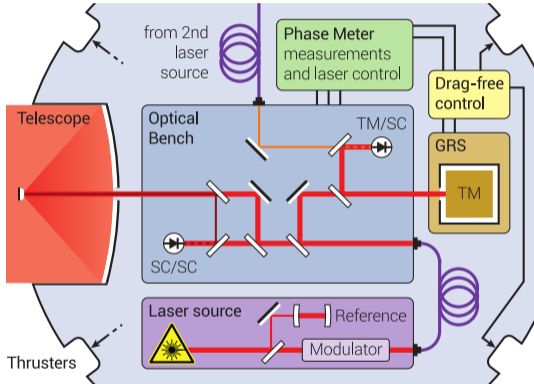 from 2nd
laser
source
Phase Meter
measurements
and laser control
Drag-free
control
Telescope
Optical
Bench
TM/SC
GRS
TM
SC/SC
Laser source
Reference
Modulator
Thrusters